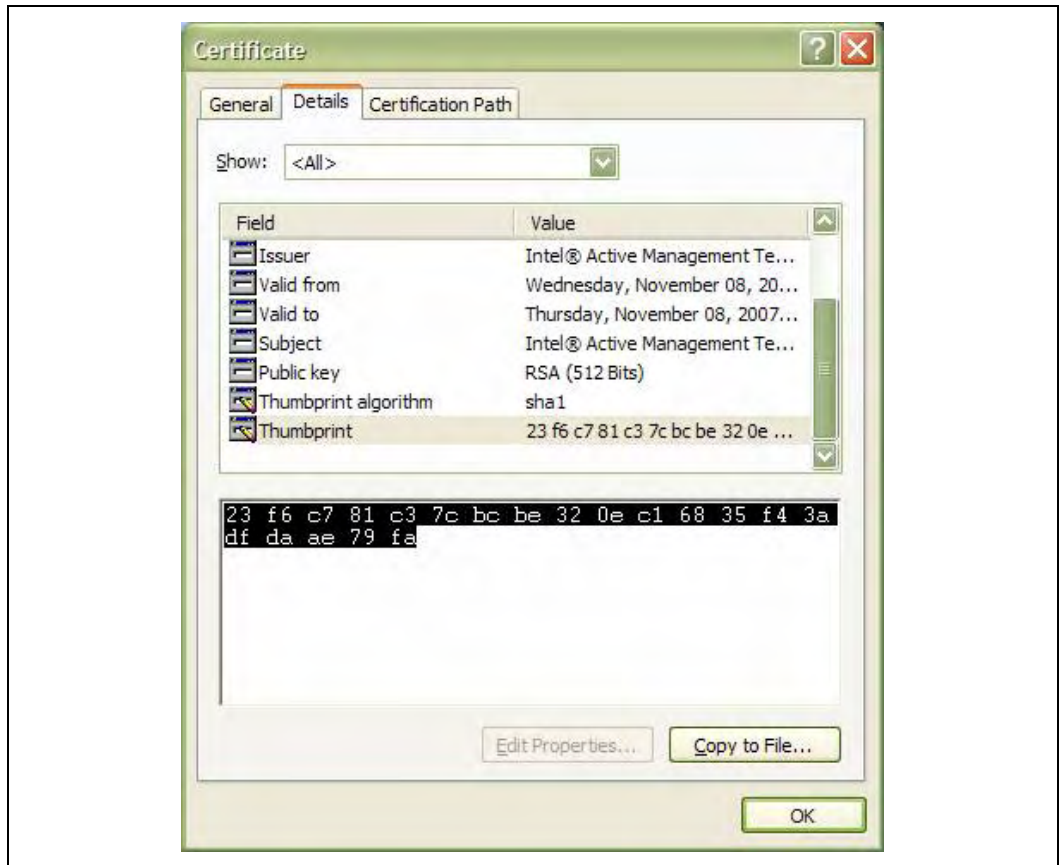 Certificate
General Details Certification Path
Show: <All>
Field Value
Issuer Intel® Active Management Te...
Valid from Wednesday, November 08, 20...
Valid to Thursday, November 08, 2007...
Subject Intel® Active Management Te...
Public key RSA (512 Bits)
Thumbprint algorithm sha1
Thumbprint 23 f6 c7 81 c3 7c bc be 32 0e ...
23 f6 c7 81 c3 7c bc be 32 0e c1 68 35 f4 3a
df da ae 79 fa
Edit Properties... Copy to File...
OK